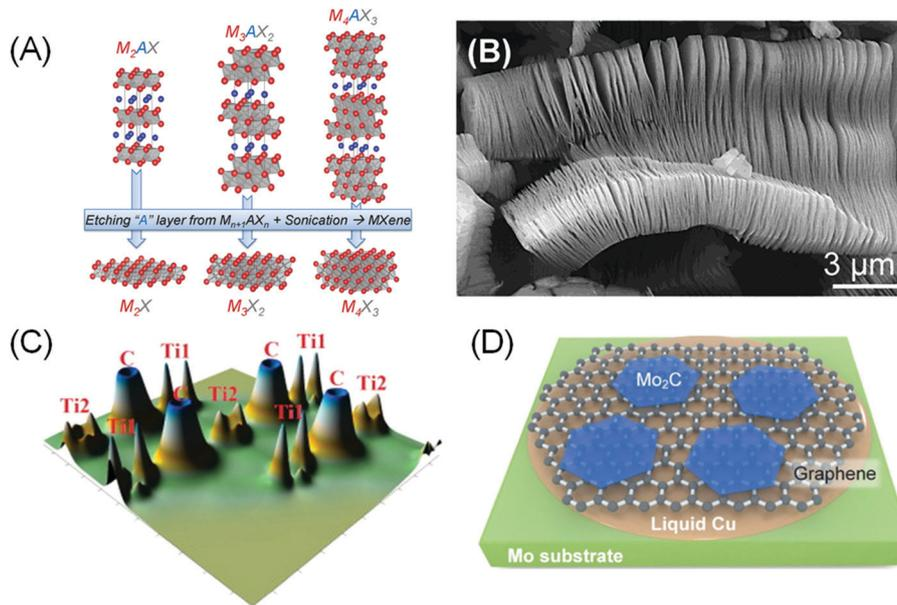 (A)
M₂AX
M₃AX₂
M₄AX₃
Etching "A" layer from Mₙ₊₁AXₙ + Sonication → MXene
M₂X
M₃X₂
M₄X₃
(B)
3 μm
(C)
C
Ti1
C
Ti1
Ti2
C
Ti2
C
Ti2
Ti1
Ti1
(D)
Mo₂C
Graphene
Liquid Cu
Mo substrate